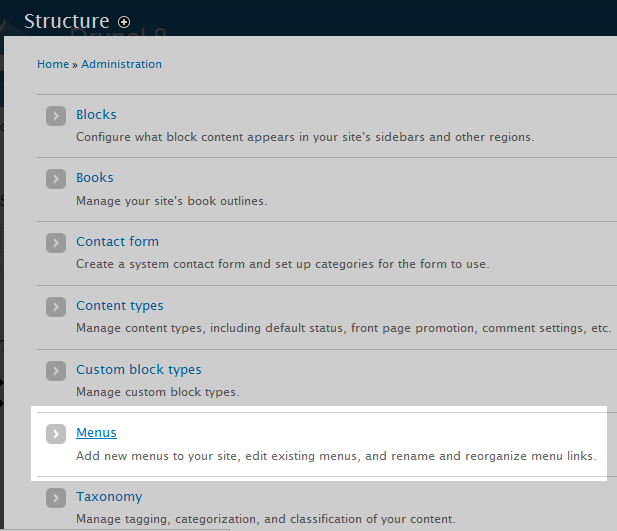 Structure
Drupal 8
Home » Administration
Blocks
Configure what block content appears in your site's sidebars and other regions.
Books
Manage your site's book outlines.
Contact form
Create a system contact form and set up categories for the form to use.
Content types
Manage content types, including default status, front page promotion, comment settings, etc.
Custom block types
Manage custom block types.
Menus
Add new menus to your site, edit existing menus, and rename and reorganize menu links.
Taxonomy
Manage tagging, categorization, and classification of your content.